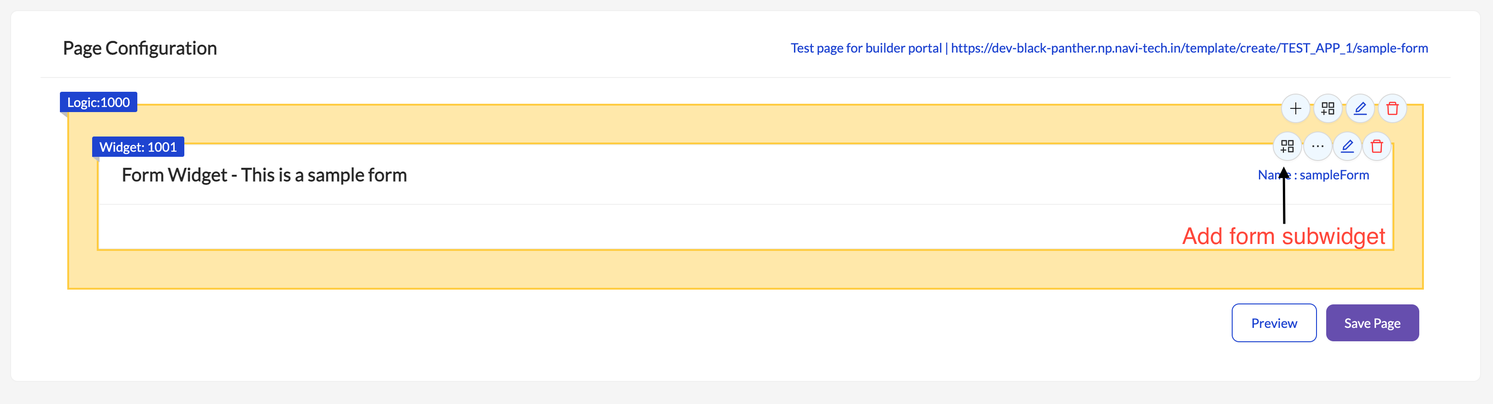 Page Configuration
Test page for builder portal | https://dev-black-panther.np.navi-tech.in/template/create/TEST_APP_1/sample-form
Logic:1000
Widget: 1001
Form Widget - This is a sample form
Name : sampleForm
Add form subwidget
Preview
Save Page